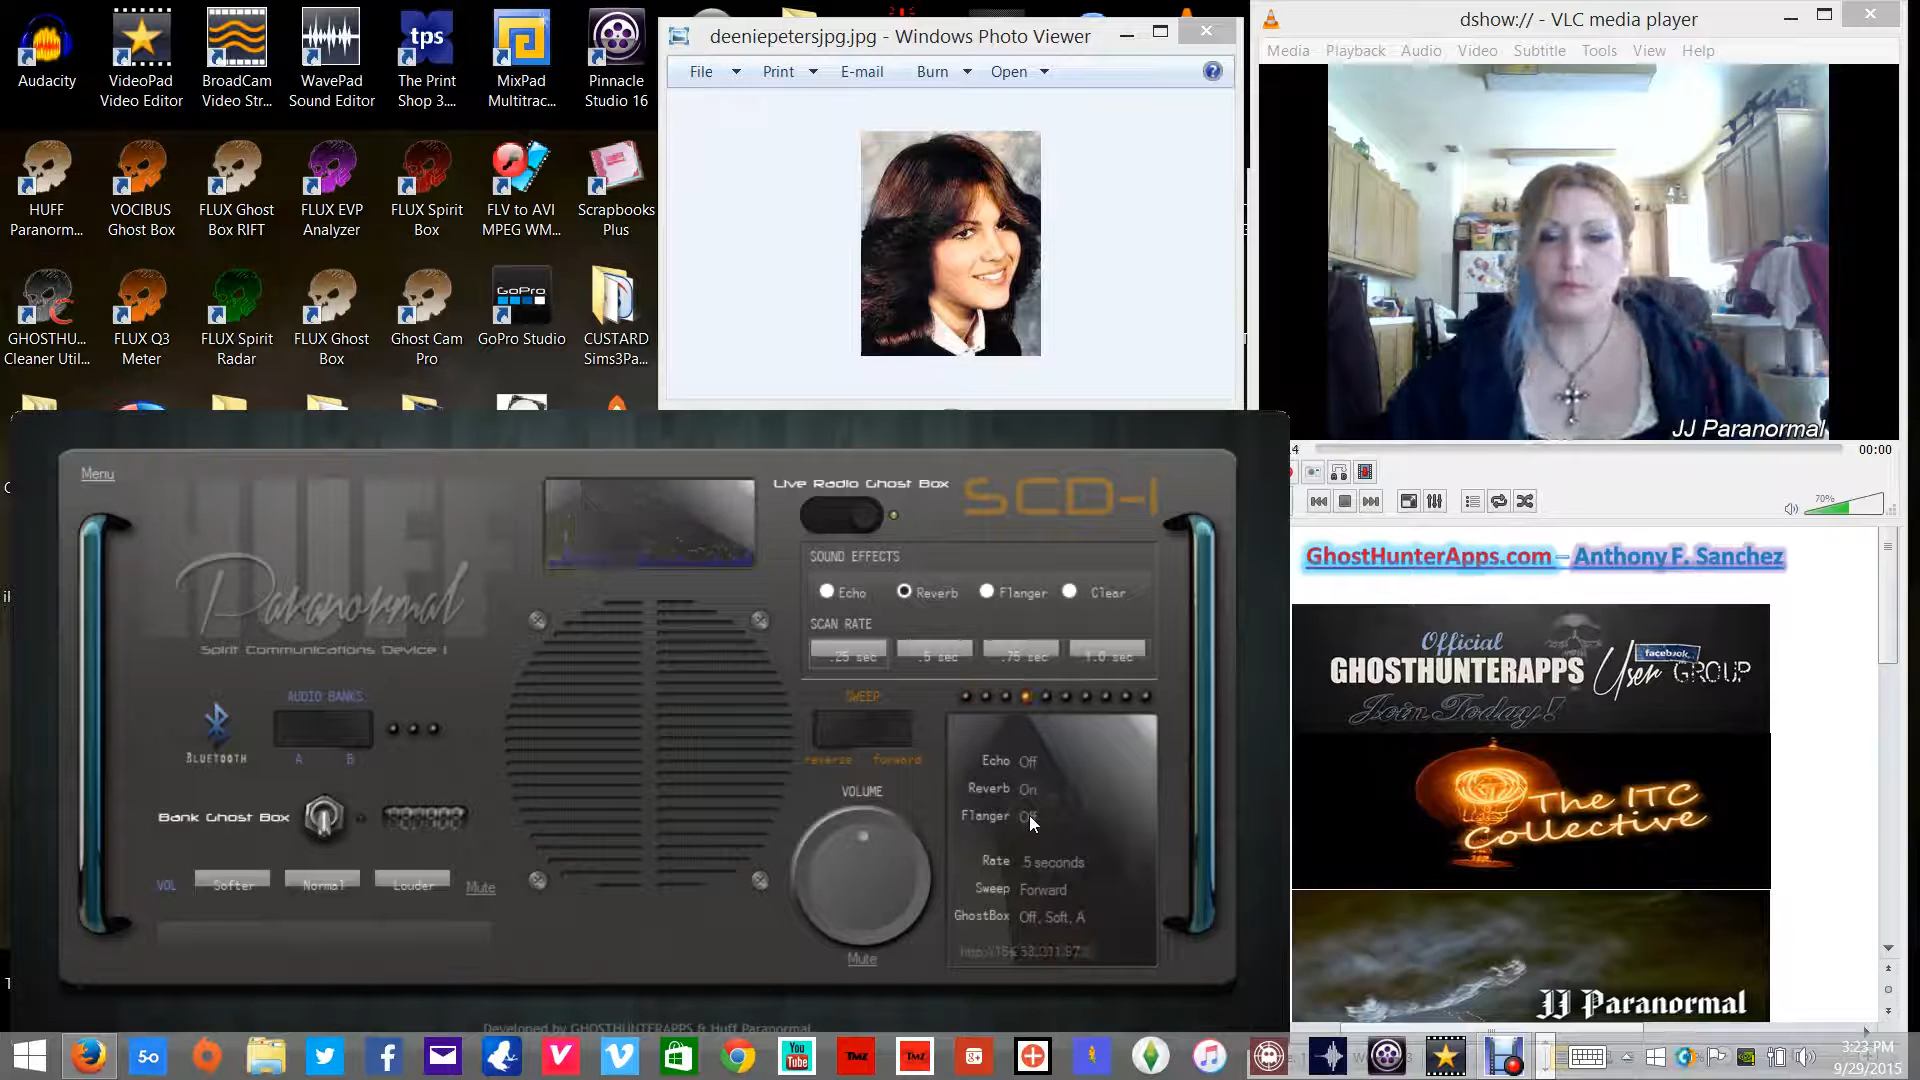 Audacity
VideoPad Video Editor
BroadCam Video Str...
WavePad Sound Editor
The Print Shop 3....
MixPad Multitrac...
Pinnacle Studio 16
HUFF Paranorm...
VOCIBUS Ghost Box
FLUX Ghost Box RIFT
FLUX EVP Analyzer
FLUX Spirit Box
FLV to AVI MPEG WM...
Scrapbooks Plus
GHOSTHU... Cleaner Util...
FLUX Q3 Meter
FLUX Spirit Radar
FLUX Ghost Box
Ghost Cam Pro
GoPro Studio
CUSTARD Sims3Pa...
tps
GoPro
deeniepetersjpg.jpg - Windows Photo Viewer
File Print E-mail Burn Open
dshow:// - VLC media player
Media Playback Audio Video Subtitle Tools View Help
JJ Paranormal
00:00
70%
Menu
HUFF
Paranormal
Spirit Communications Device 1
Live Radio Ghost Box
SCD-1
SOUND EFFECTS
Echo Reverb Flanger Clear
SCAN RATE
.25 sec .5 sec .75 sec 1.0 sec
BLUETOOTH
AUDIO BANKS
A B
SWEEP
reverse forward
Bank Ghost Box
VOL Softer Normal Louder Mute
VOLUME
Mute
Echo Off
Reverb On
Flanger Off
Rate .5 seconds
Sweep Forward
GhostBox Off, Soft, A
Developed by GHOSTHUNTERAPPS & Huff Paranormal
GhostHunterApps.com – Anthony F. Sanchez
Official
GHOSTHUNTERAPPS User GROUP
facebook
Join Today!
The ITC Collective
JJ Paranormal
5-0
You Tube
TMZ
TMZ
3:23 PM
9/29/2015